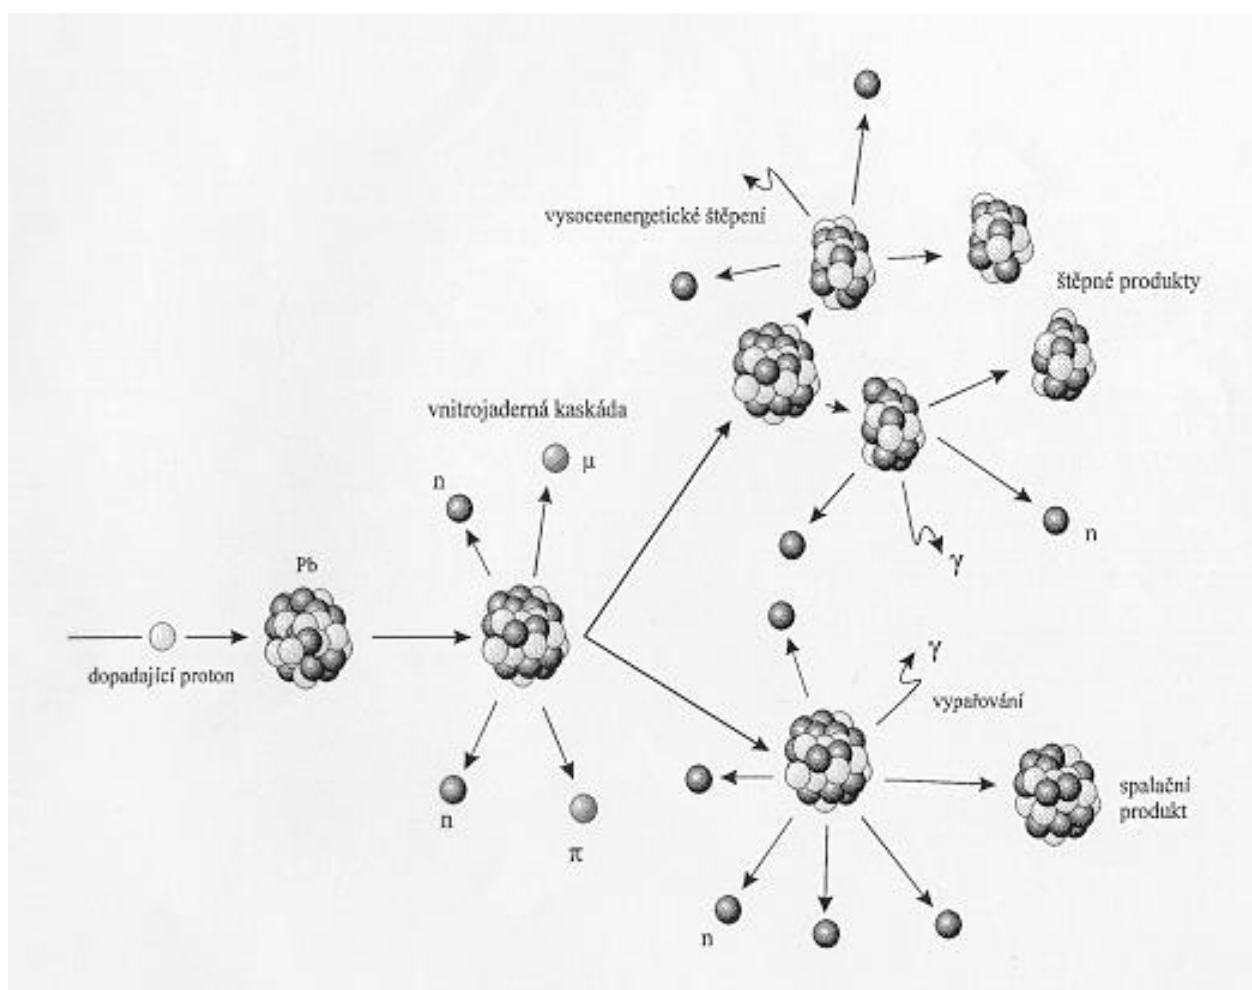 vysoceenergetické štěpení
štěpné produkty
vnitrojaderná kaskáda
μ
n
n
Pb
γ
dopadající proton
γ
vypařování
spalační
produkt
n
π
n